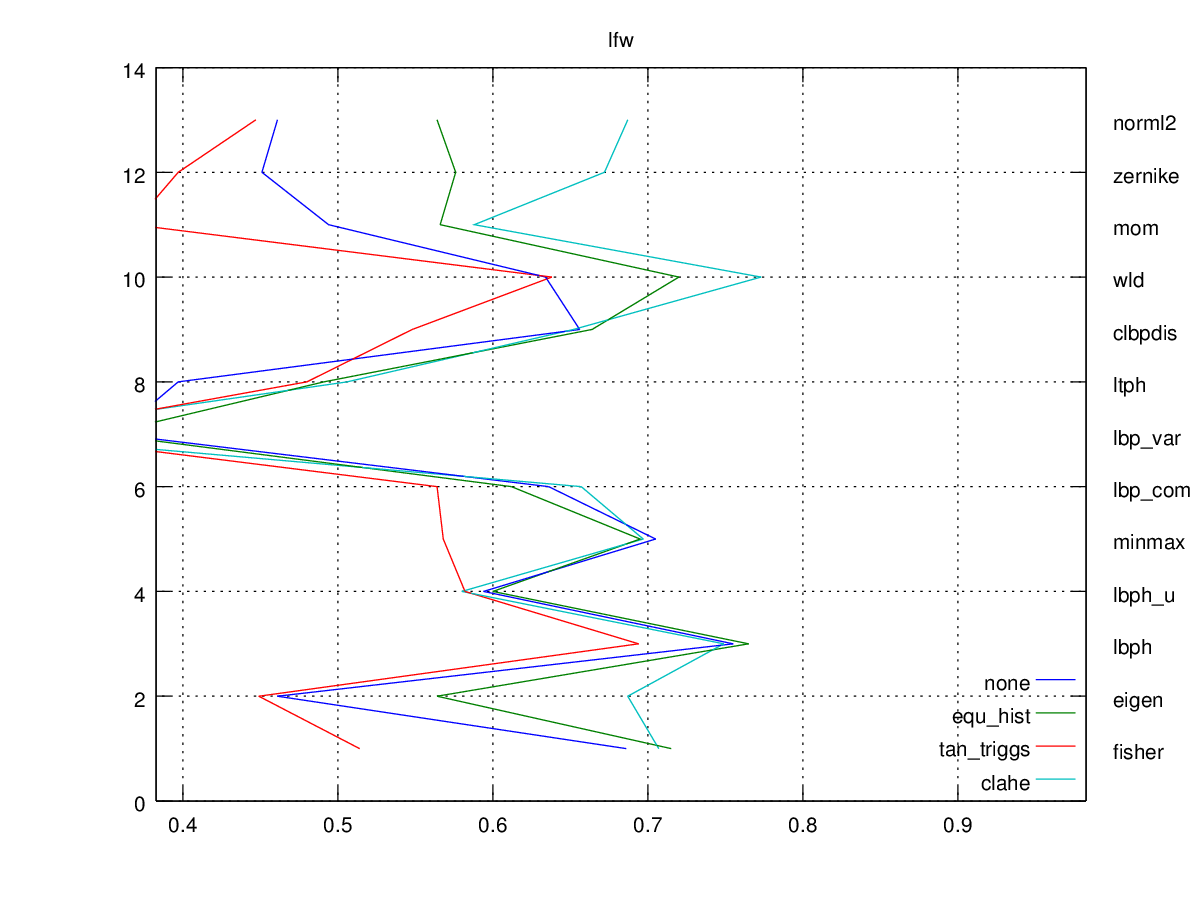 lfw
14
12
10
8
6
4
2
0
0.4
0.5
0.6
0.7
0.8
0.9
norml2
zernike
mom
wld
clbpdis
ltph
lbp_var
lbp_com
minmax
lbph_u
lbph
eigen
fisher
none
equ_hist
tan_triggs
clahe